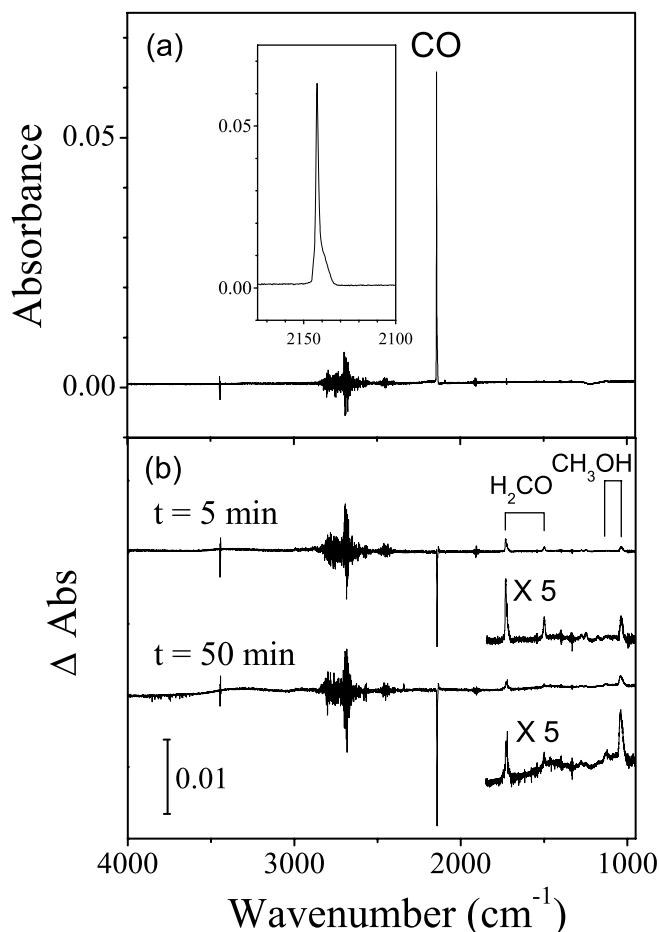 (a)
CO
0.05
0.05
0.00
2150
2100
Absorbance
0.00
(b)
CH₃OH
H₂CO
t = 5 min
X 5
Δ Abs
t = 50 min
X 5
0.01
4000
3000
2000
1000
Wavenumber (cm⁻¹)